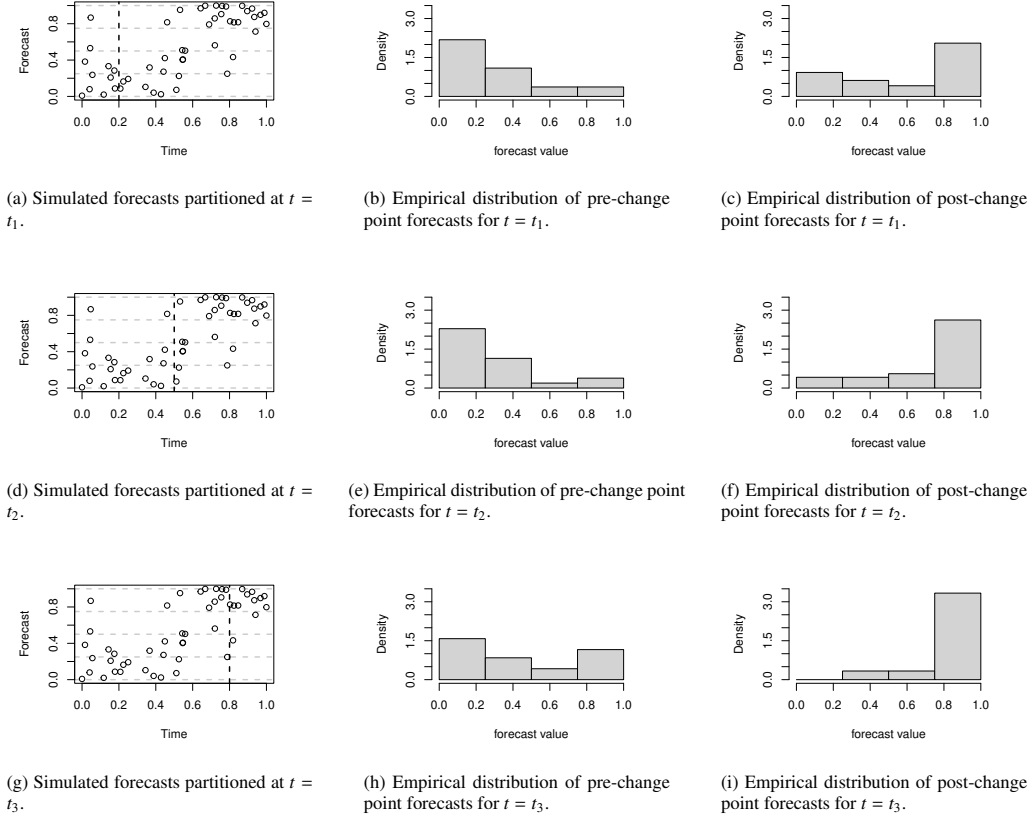 0.0 0.4 0.8
Forecast
0.0 0.2 0.4 0.6 0.8 1.0
Time
0.0 1.5 3.0
Density
0.0 0.2 0.4 0.6 0.8 1.0
forecast value
0.0 1.5 3.0
Density
0.0 0.2 0.4 0.6 0.8 1.0
forecast value
(a) Simulated forecasts partitioned at t =
t₁.
(b) Empirical distribution of pre-change
point forecasts for t = t₁.
(c) Empirical distribution of post-change
point forecasts for t = t₁.
0.0 0.4 0.8
Forecast
0.0 0.2 0.4 0.6 0.8 1.0
Time
0.0 1.5 3.0
Density
0.0 0.2 0.4 0.6 0.8 1.0
forecast value
0.0 1.5 3.0
Density
0.0 0.2 0.4 0.6 0.8 1.0
forecast value
(d) Simulated forecasts partitioned at t =
t₂.
(e) Empirical distribution of pre-change point
forecasts for t = t₂.
(f) Empirical distribution of post-change
point forecasts for t = t₂.
0.0 0.4 0.8
Forecast
0.0 0.2 0.4 0.6 0.8 1.0
Time
0.0 1.5 3.0
Density
0.0 0.2 0.4 0.6 0.8 1.0
forecast value
0.0 1.5 3.0
Density
0.0 0.2 0.4 0.6 0.8 1.0
forecast value
(g) Simulated forecasts partitioned at t =
t₃.
(h) Empirical distribution of pre-change
point forecasts for t = t₃.
(i) Empirical distribution of post-change
point forecasts for t = t₃.